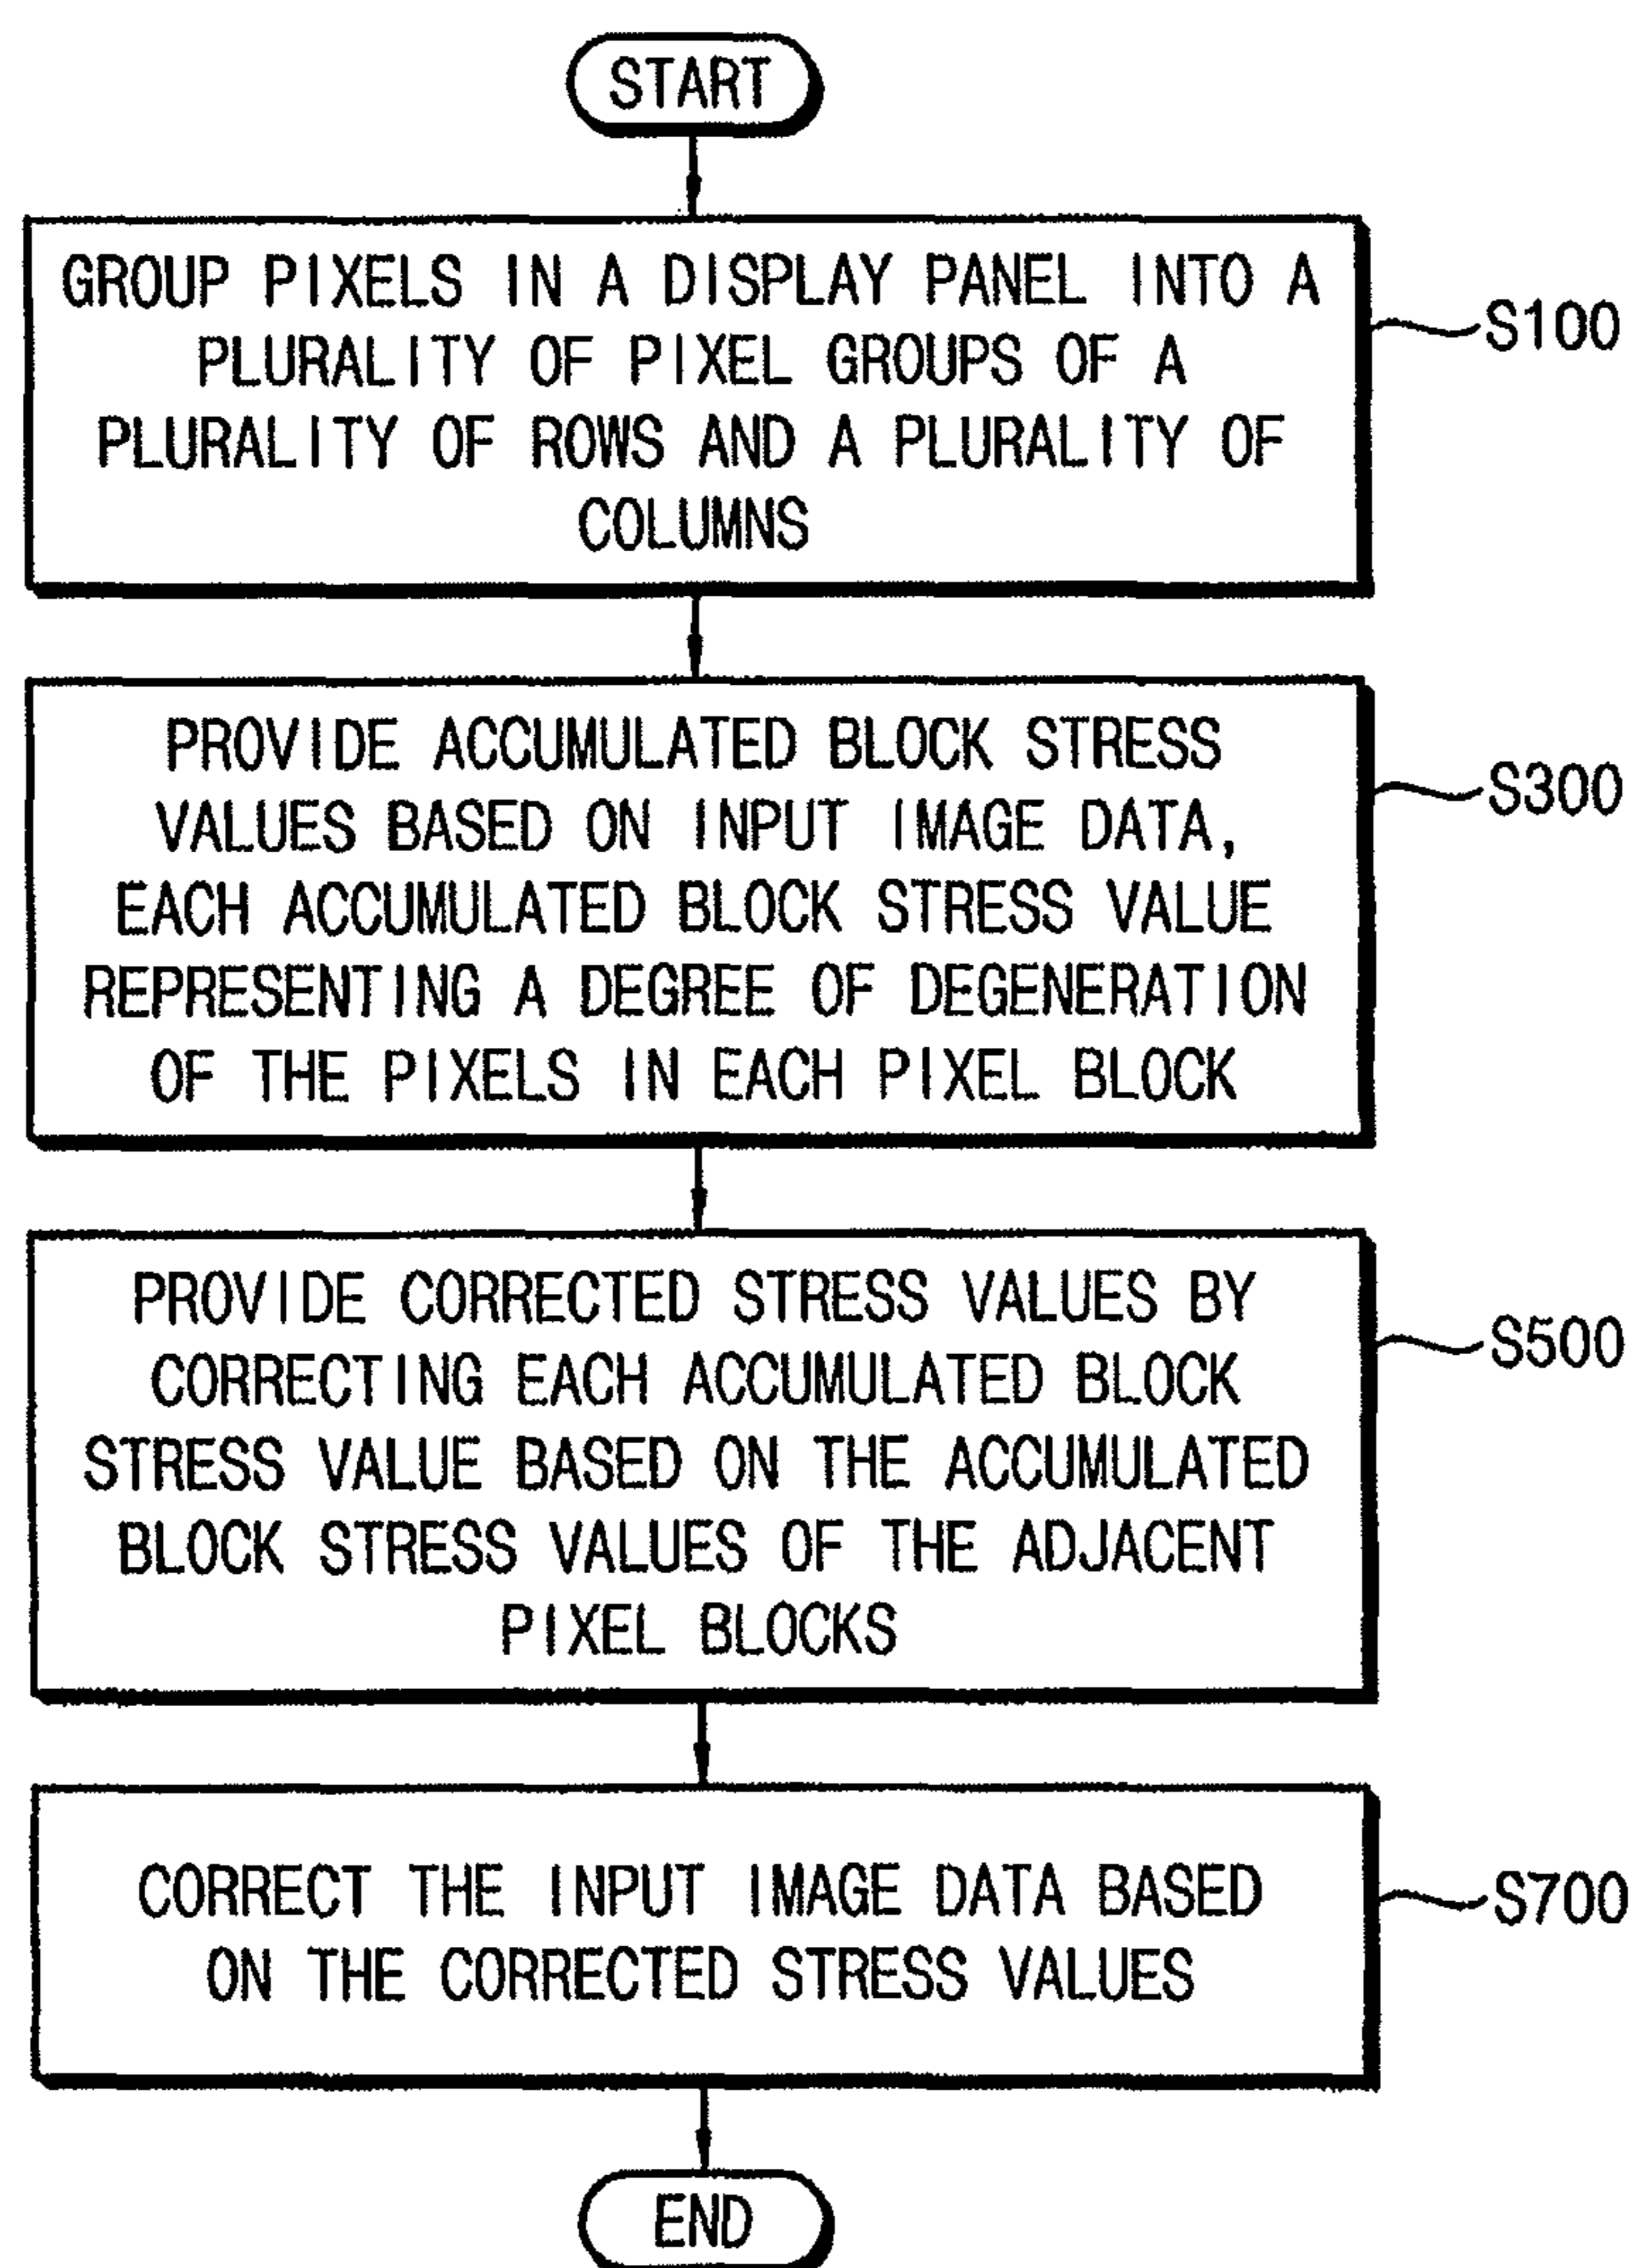 START
GROUP PIXELS IN A DISPLAY PANEL INTO A
PLURALITY OF PIXEL GROUPS OF A
PLURALITY OF ROWS AND A PLURALITY OF
COLUMNS
S100
PROVIDE ACCUMULATED BLOCK STRESS
VALUES BASED ON INPUT IMAGE DATA,
EACH ACCUMULATED BLOCK STRESS VALUE
REPRESENTING A DEGREE OF DEGENERATION
OF THE PIXELS IN EACH PIXEL BLOCK
S300
PROVIDE CORRECTED STRESS VALUES BY
CORRECTING EACH ACCUMULATED BLOCK
STRESS VALUE BASED ON THE ACCUMULATED
BLOCK STRESS VALUES OF THE ADJACENT
PIXEL BLOCKS
S500
CORRECT THE INPUT IMAGE DATA BASED
ON THE CORRECTED STRESS VALUES
S700
END